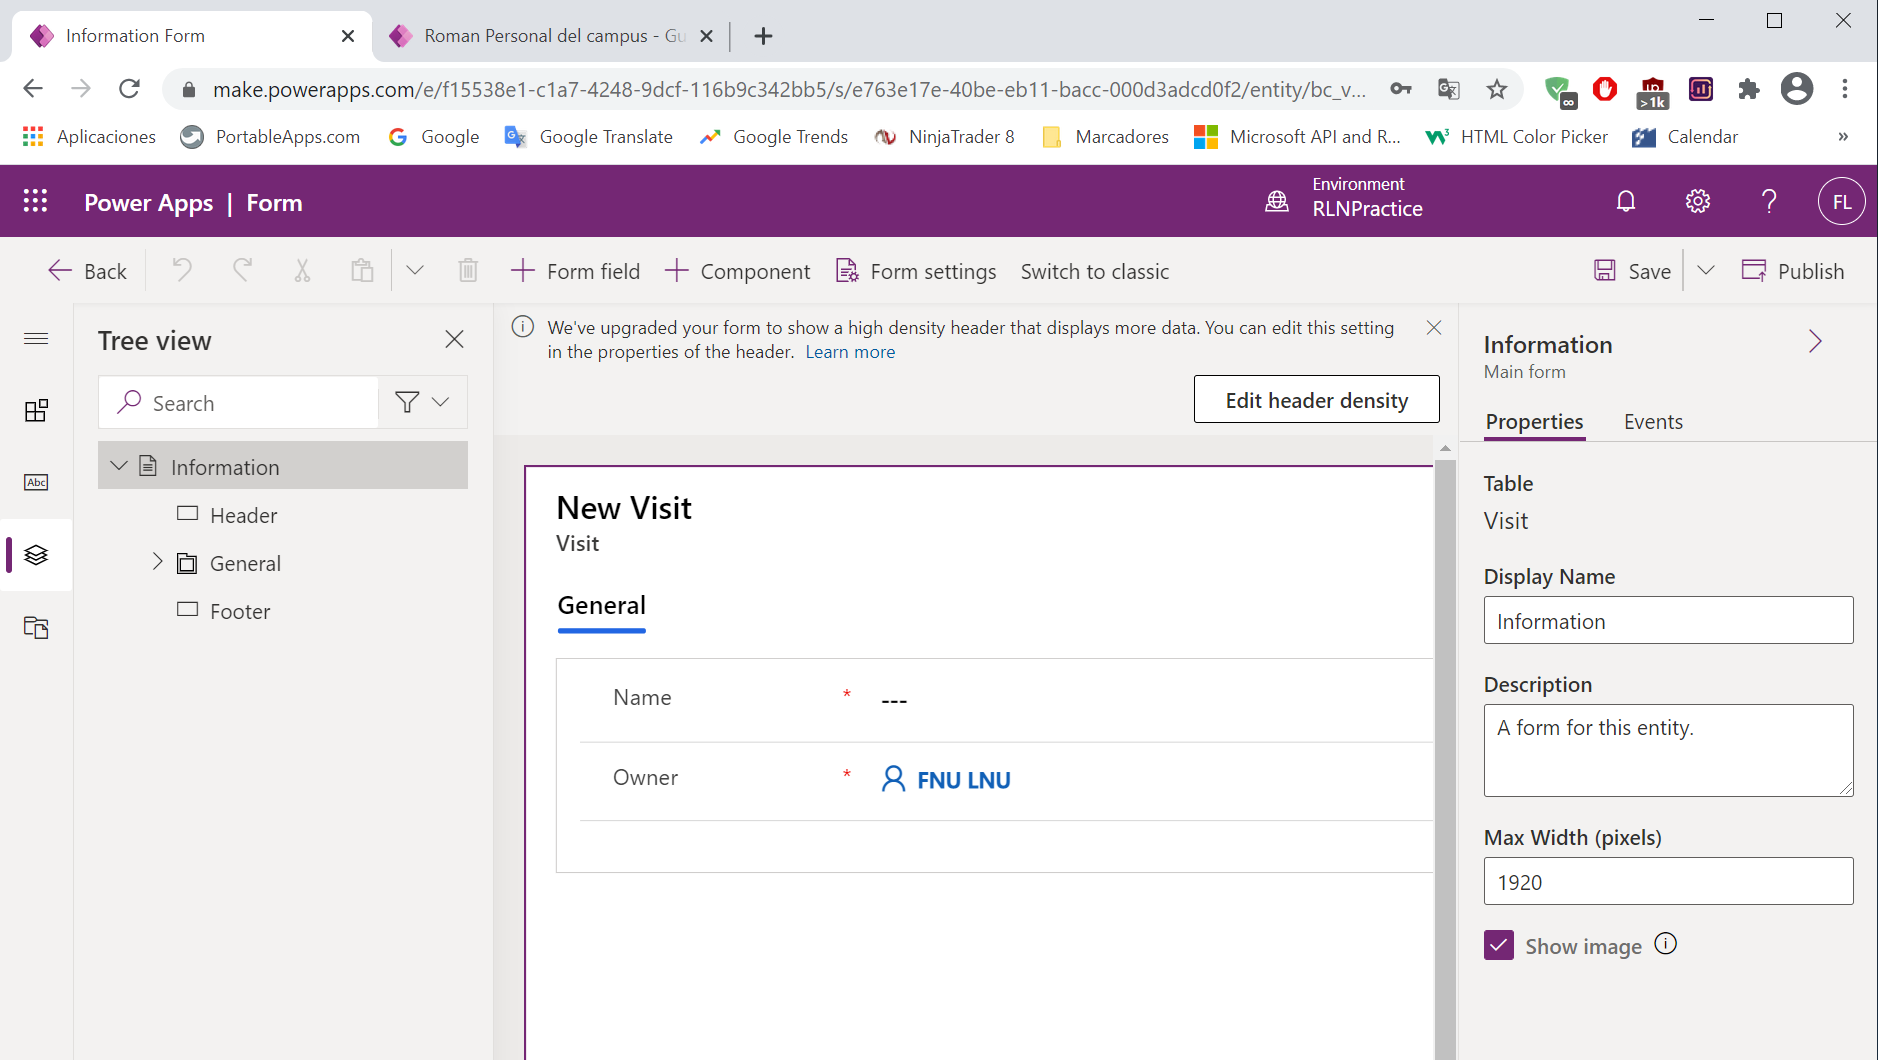 Information Form
Roman Personal del campus - Gu
make.powerapps.com/e/f15538e1-c1a7-4248-9dcf-116b9c342bb5/s/e763e17e-40be-eb11-bacc-000d3adcd0f2/entity/bc_v...
>1k
Aplicaciones
PortableApps.com
Google
Google Translate
Google Trends
NinjaTrader 8
Marcadores
Microsoft API and R...
HTML Color Picker
Calendar
»
Power Apps | Form
Environment
RLNPractice
FL
Back
Form field
Component
Form settings
Switch to classic
Save
Publish
Tree view
Search
Abc
Information
Header
General
Footer
We've upgraded your form to show a high density header that displays more data. You can edit this setting
in the properties of the header. Learn more
Edit header density
New Visit
Visit
General
Name * ---
Owner * FNU LNU
Information
Main form
Properties
Events
Table
Visit
Display Name
Information
Description
A form for this entity.
Max Width (pixels)
1920
Show image